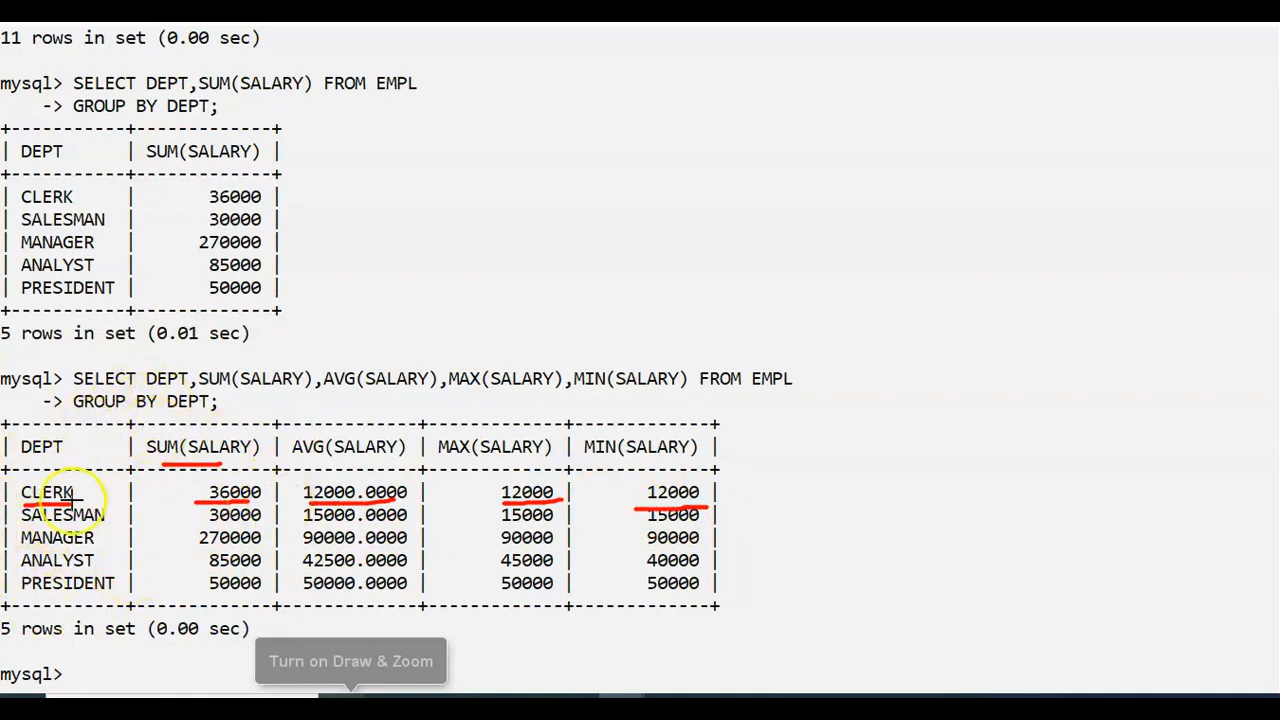 11 rows in set (0.00 sec)
mysql> SELECT DEPT,SUM(SALARY) FROM EMPL
-> GROUP BY DEPT;
+-----------+-------------+
| DEPT | SUM(SALARY) |
+-----------+-------------+
| CLERK | 36000 |
| SALESMAN | 30000 |
| MANAGER | 270000 |
| ANALYST | 85000 |
| PRESIDENT | 50000 |
+-----------+-------------+
5 rows in set (0.01 sec)
mysql> SELECT DEPT,SUM(SALARY),AVG(SALARY),MAX(SALARY),MIN(SALARY) FROM EMPL
-> GROUP BY DEPT;
+-----------+-------------+-------------+-------------+-------------+
| DEPT | SUM(SALARY) | AVG(SALARY) | MAX(SALARY) | MIN(SALARY) |
+-----------+-------------+-------------+-------------+-------------+
| CLERK | 36000 | 12000.0000 | 12000 | 12000 |
| SALESMAN | 30000 | 15000.0000 | 15000 | 15000 |
| MANAGER | 270000 | 90000.0000 | 90000 | 90000 |
| ANALYST | 85000 | 42500.0000 | 45000 | 40000 |
| PRESIDENT | 50000 | 50000.0000 | 50000 | 50000 |
+-----------+-------------+-------------+-------------+-------------+
5 rows in set (0.00 sec)
Turn on Draw & Zoom
mysql>